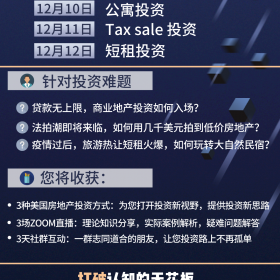 12月10日 公寓投资
12月11日 Tax sale 投资
12月12日 短租投资
针对投资难题
? 贷款无上限，商业地产投资如何入场？
? 法拍潮即将来临，如何用几千美元拍到低价房地产？
? 疫情过后，旅游热让短租火爆，如何玩转大自然民宿？
您将收获：
• 3种美国房地产投资方式：为您打开投资新视野，提供投资新思路
• 3场ZOOM直播：理论知识分享，实际案例解析，疑难问题解答
• 3天社群互动：一群志同道合的朋友，让您投资路上不再孤单
打破认知的天花板